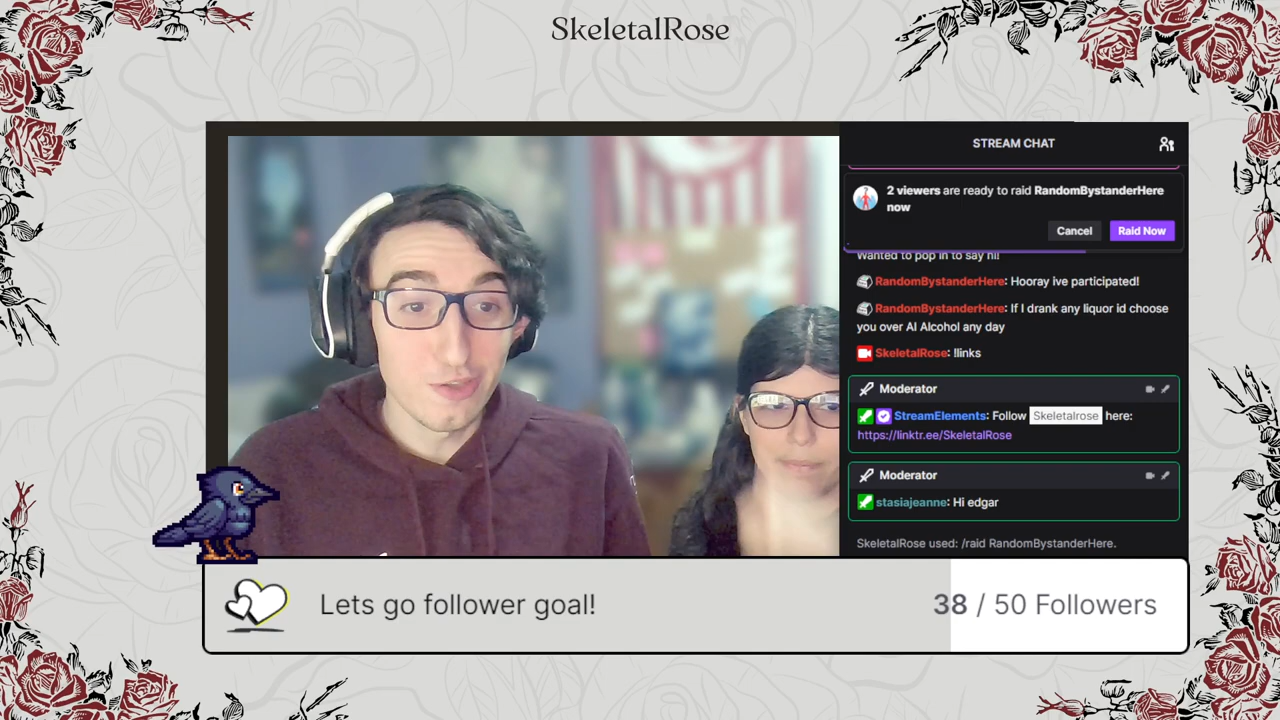 SkeletalRose
STREAM CHAT
2 viewers are ready to raid RandomBystanderHere
now
Cancel
Raid Now
Wanted to pop in to say hi!
RandomBystanderHere: Hooray ive participated!
RandomBystanderHere: If I drank any liquor id choose
you over AI Alcohol any day
SkeletalRose: !links
Moderator
StreamElements: Follow Skeletalrose here:
https://linktr.ee/SkeletalRose
Moderator
stasiajeanne: Hi edgar
SkeletalRose used: /raid RandomBystanderHere.
Lets go follower goal!
38 / 50 Followers